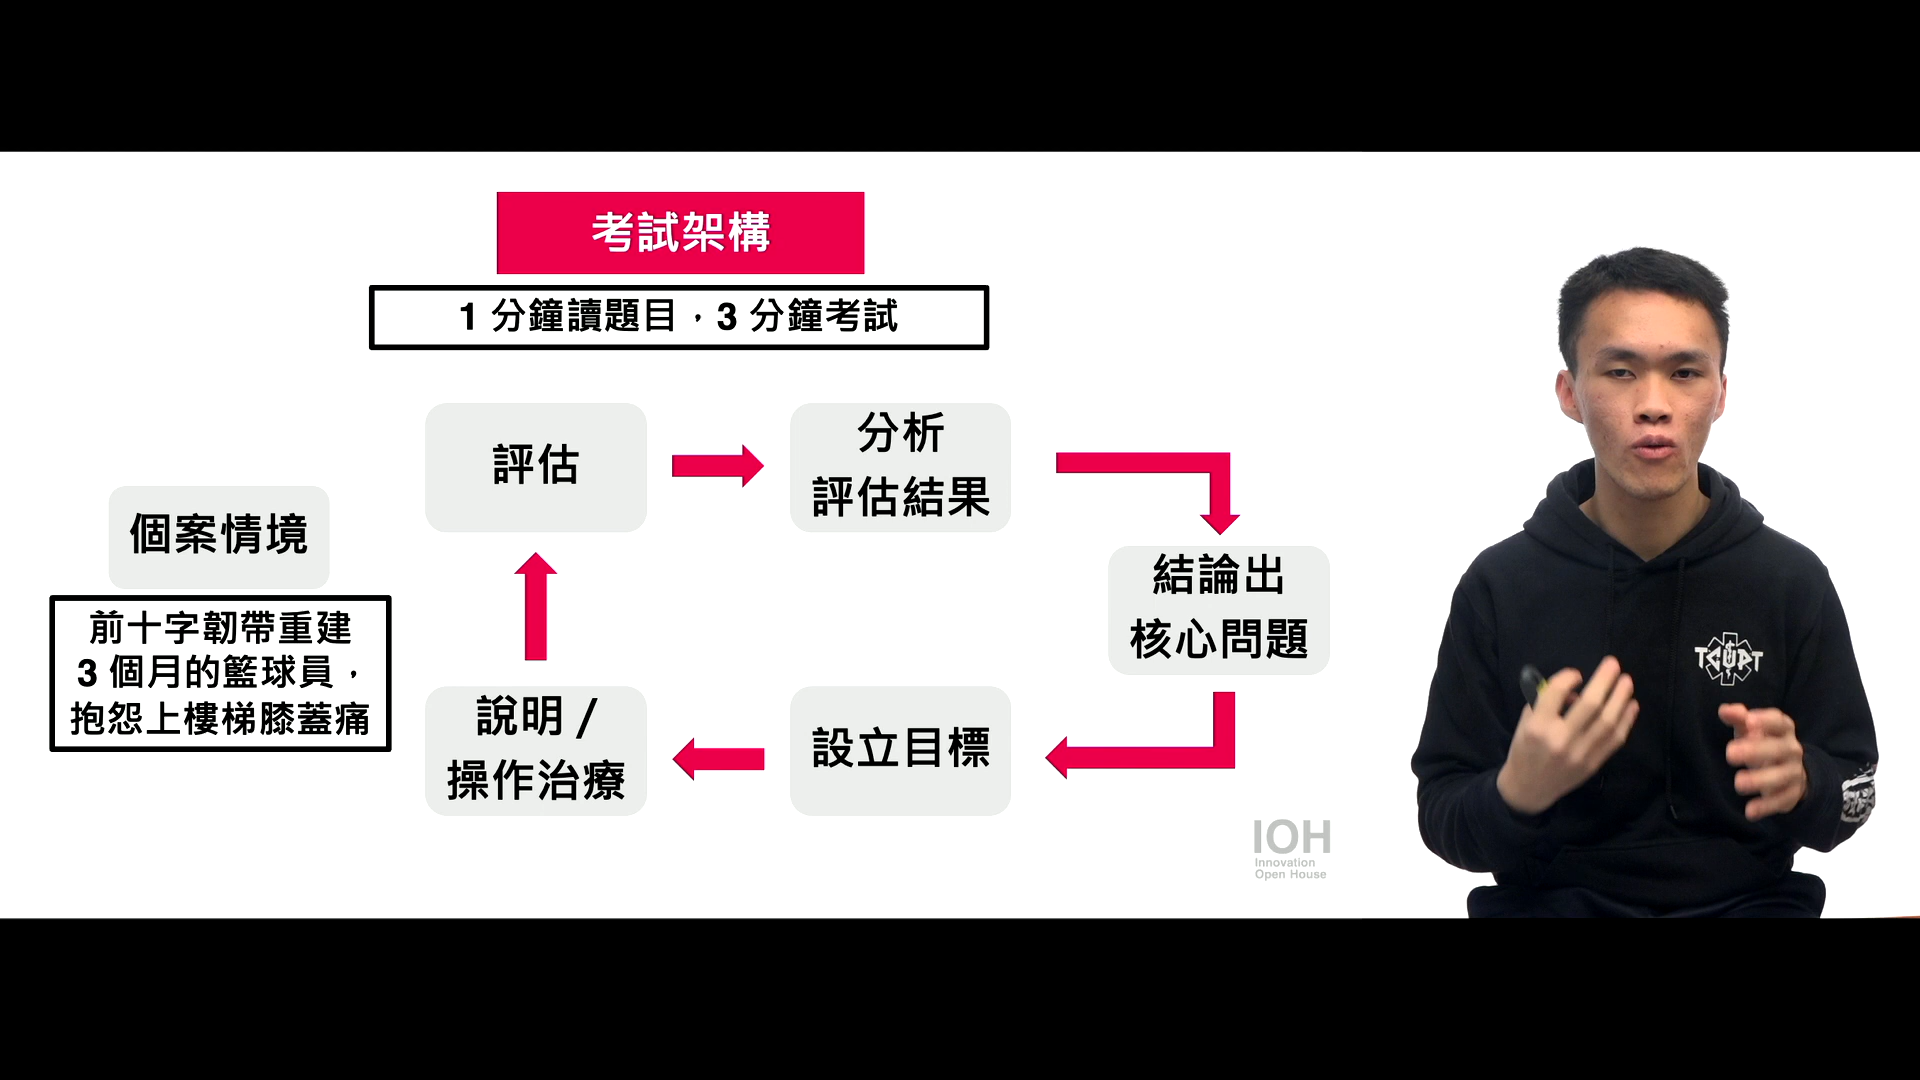 考試架構
1 分鐘讀題目，3 分鐘考試
個案情境
前十字韌帶重建
3 個月的籃球員，
抱怨上樓梯膝蓋痛
評估
分析
評估結果
結論出
核心問題
設立目標
說明 /
操作治療
IOH
Innovation
Open House
TCUPT